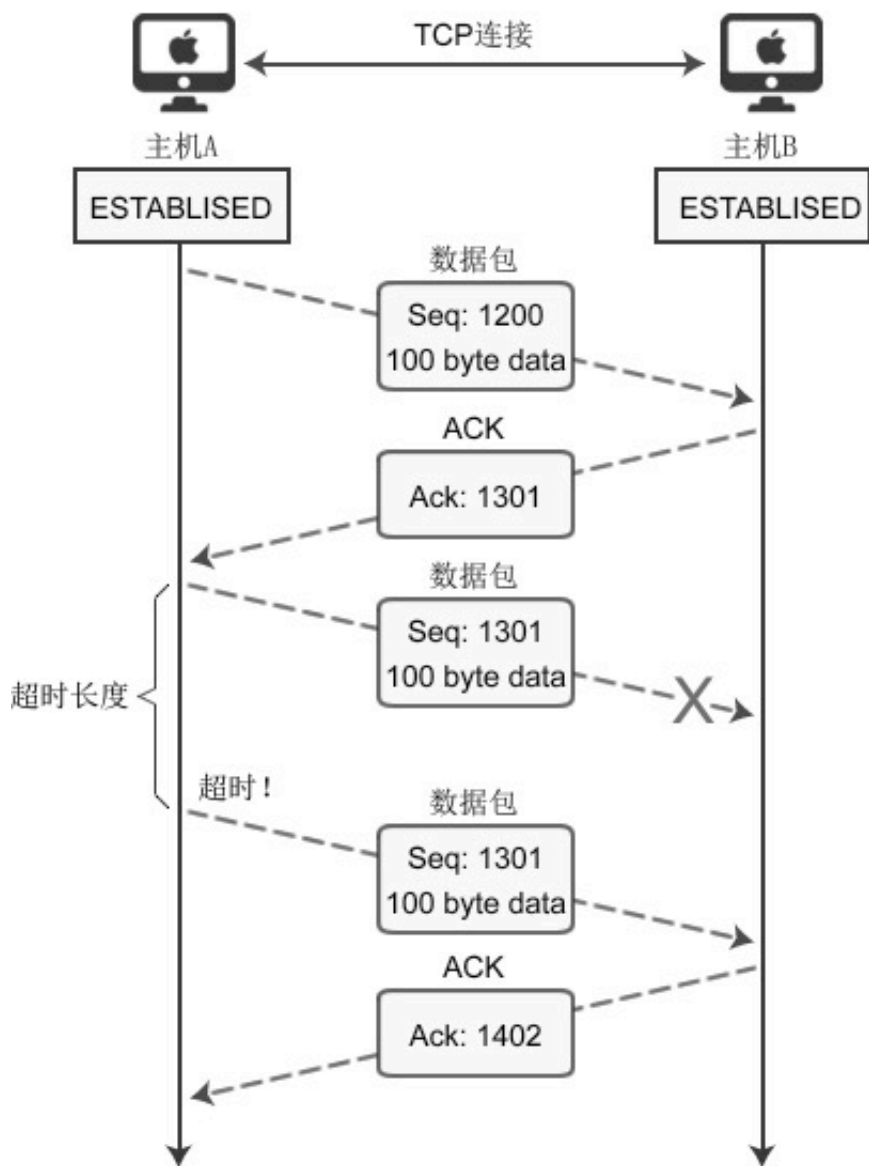 TCP连接
主机A
主机B
ESTABLISED
ESTABLISED
数据包
Seq: 1200
100 byte data
ACK
Ack: 1301
数据包
Seq: 1301
100 byte data
X
超时长度
超时！
数据包
Seq: 1301
100 byte data
ACK
Ack: 1402